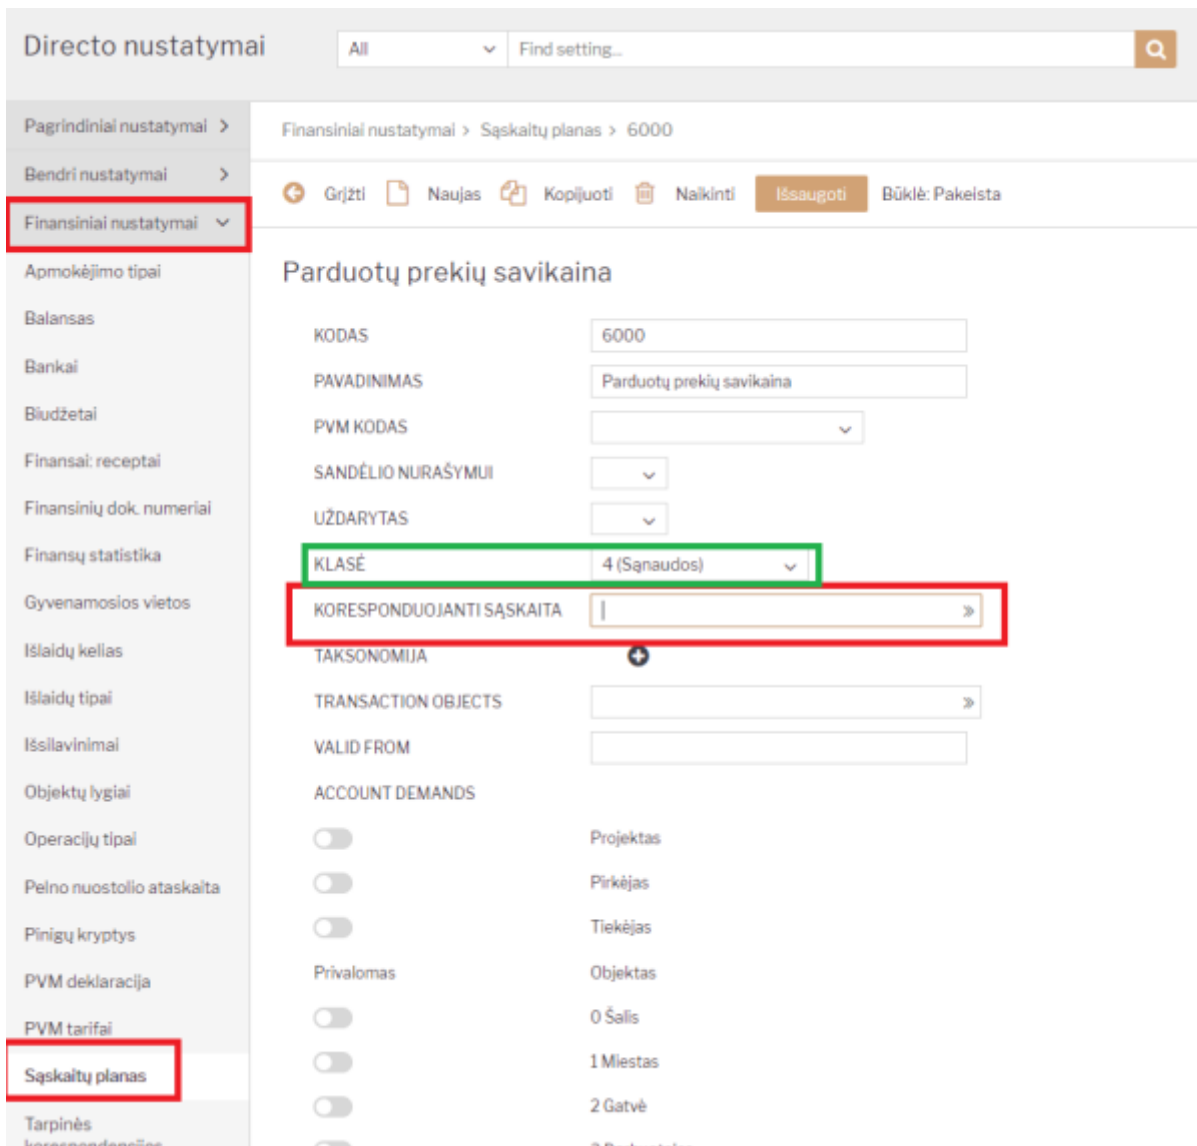 Directo nustatymai
All
Find setting...
Pagrindiniai nustatymai >
Bendri nustatymai >
Finansiniai nustatymai
Apmokėjimo tipai
Balansas
Bankai
Biudžetai
Finansai: receptai
Finansinių dok. numeriai
Finansų statistika
Gyvenamosios vietos
Išlaidų kelias
Išlaidų tipai
Išsilavinimai
Objektų lygiai
Operacijų tipai
Pelno nuostolio ataskaita
Pinigų kryptys
PVM deklaracija
PVM tarifai
Sąskaitų planas
Tarpinės
korespondencijos
Finansiniai nustatymai > Sąskaitų planas > 6000
Grįžti Naujas Kopijuoti Naikinti Išsaugoti Būklė: Pakeista
Parduotų prekių savikaina
KODAS 6000
PAVADINIMAS Parduotų prekių savikaina
PVM KODAS
SANDĖLIO NURAŠYMUI
UŽDARYTAS
KLASĖ 4 (Sąnaudos)
KORESPONDUOJANTI SĄSKAITA »
TAKSONOMIJA
TRANSACTION OBJECTS »
VALID FROM
ACCOUNT DEMANDS
Projektas
Pirkėjas
Tiekėjas
Privalomas Objektas
0 Šalis
1 Miestas
2 Gatvė